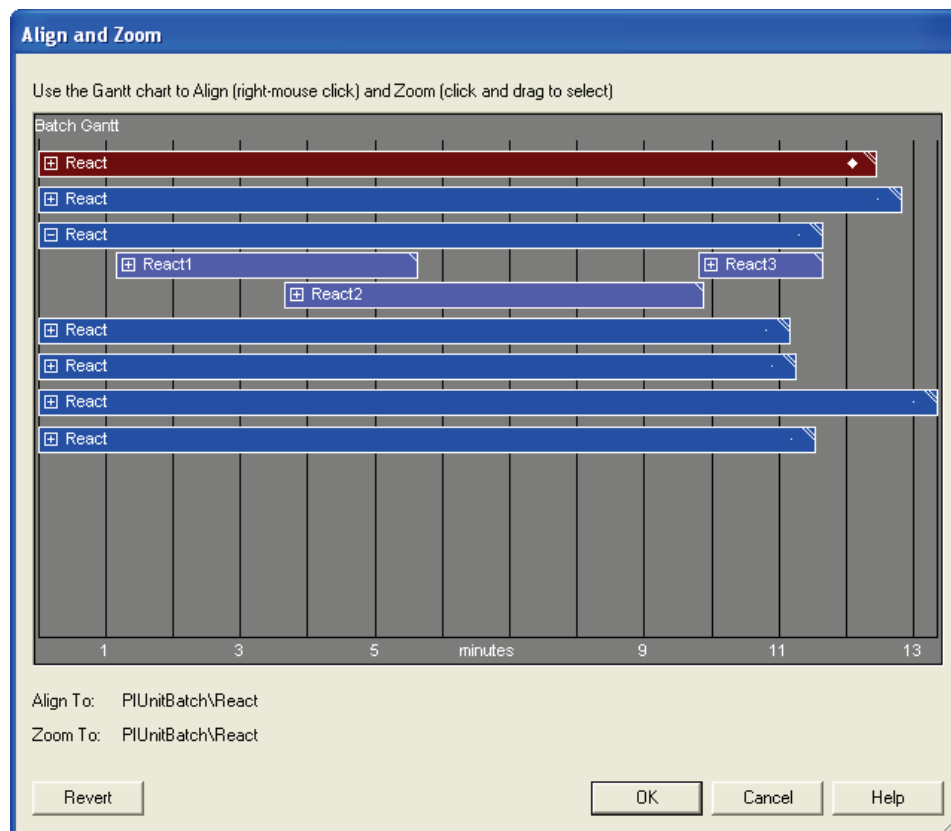 Align and Zoom
Use the Gantt chart to Align (right-mouse click) and Zoom (click and drag to select)
Batch Gantt
React
React
React
React1 React3
React2
React
React
React
React
1 3 5 minutes 9 11 13
Align To: PIUnitBatch\React
Zoom To: PIUnitBatch\React
Revert OK Cancel Help